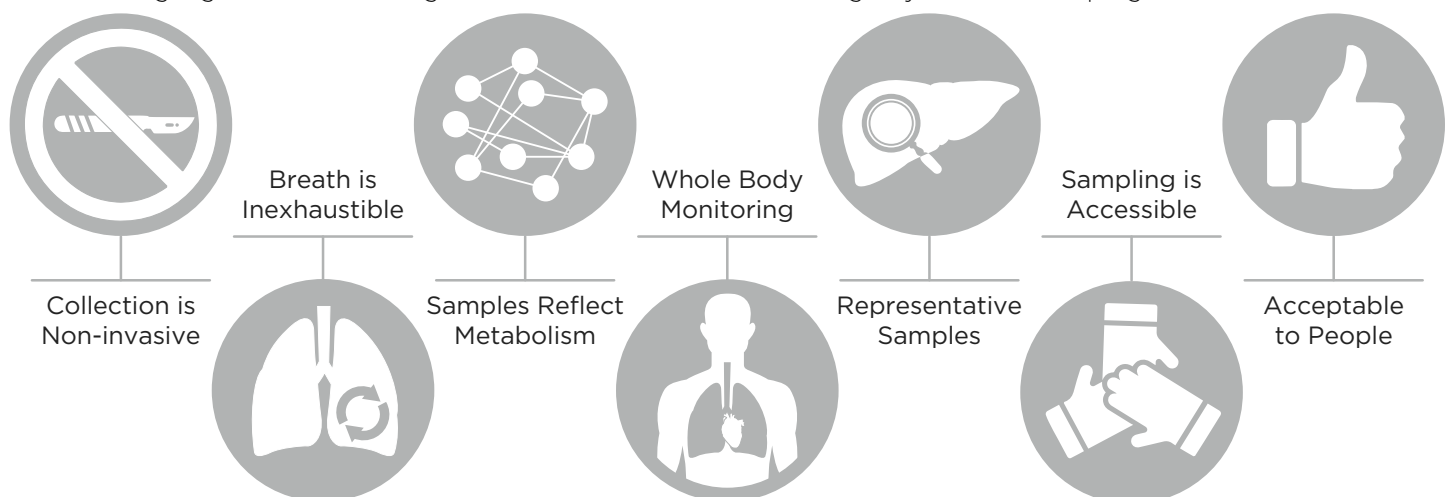 Breath is
Inexhaustible
Whole Body
Monitoring
Sampling is
Accessible
Collection is
Non-invasive
Samples Reflect
Metabolism
Representative
Samples
Acceptable
to People